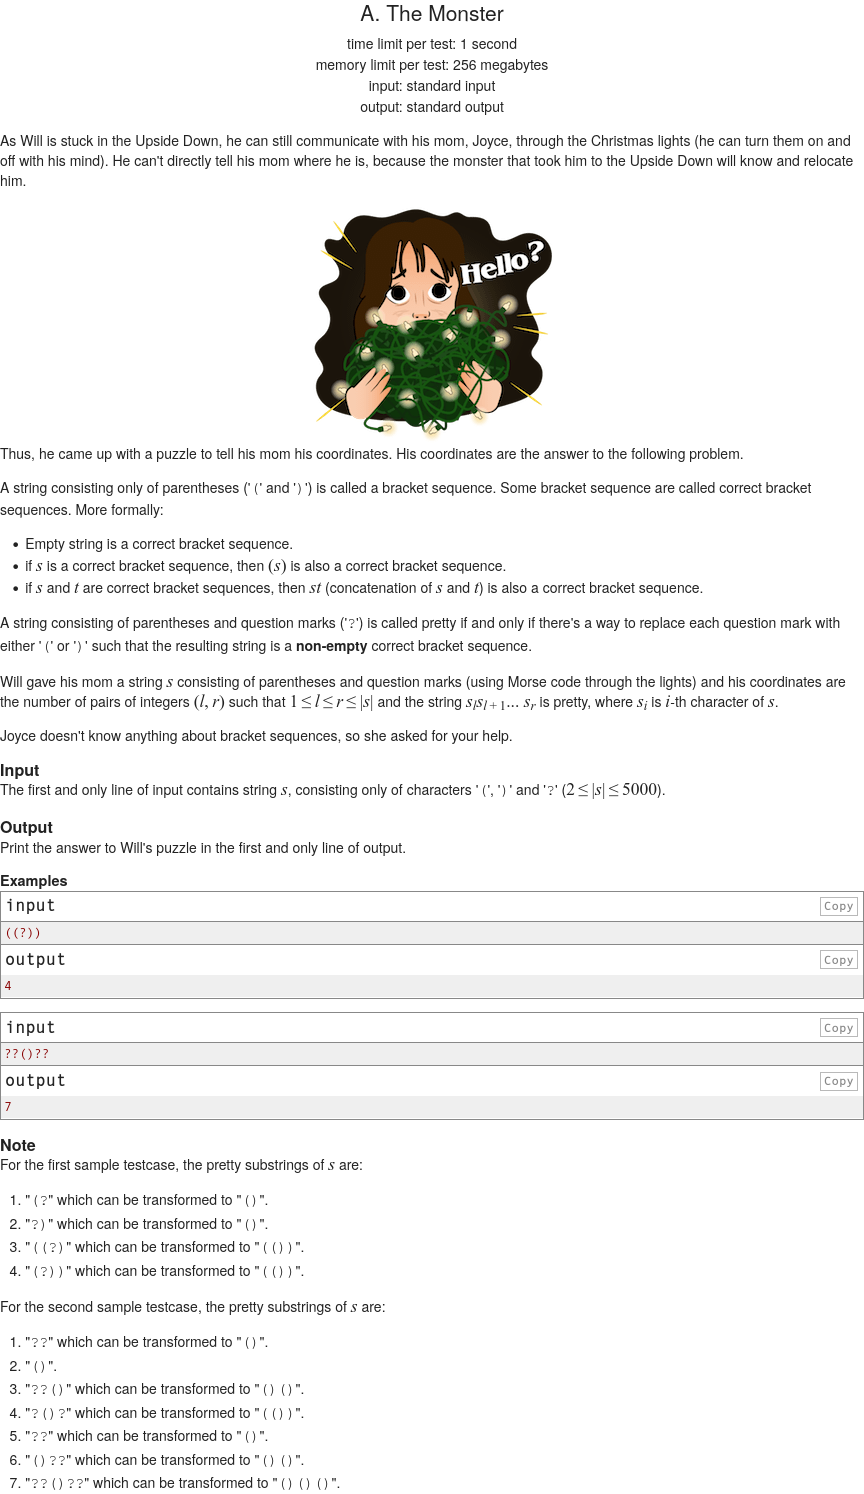 A. The Monster
time limit per test: 1 second
memory limit per test: 256 megabytes
input: standard input
output: standard output
As Will is stuck in the Upside Down, he can still communicate with his mom, Joyce, through the Christmas lights (he can turn them on and
off with his mind). He can't directly tell his mom where he is, because the monster that took him to the Upside Down will know and relocate
him.
Hello?
Thus, he came up with a puzzle to tell his mom his coordinates. His coordinates are the answer to the following problem.
A string consisting only of parentheses ('(' and ')') is called a bracket sequence. Some bracket sequence are called correct bracket
sequences. More formally:
• Empty string is a correct bracket sequence.
• if s is a correct bracket sequence, then (s) is also a correct bracket sequence.
• if s and t are correct bracket sequences, then st (concatenation of s and t) is also a correct bracket sequence.
A string consisting of parentheses and question marks ('?') is called pretty if and only if there's a way to replace each question mark with
either '(' or ')' such that the resulting string is a non-empty correct bracket sequence.
Will gave his mom a string s consisting of parentheses and question marks (using Morse code through the lights) and his coordinates are
the number of pairs of integers (l, r) such that 1 ≤ l ≤ r ≤ |s| and the string s_l s_{l + 1}... s_r is pretty, where s_i is i-th character of s.
Joyce doesn't know anything about bracket sequences, so she asked for your help.
Input
The first and only line of input contains string s, consisting only of characters '(', ')' and '?' (2 ≤ |s| ≤ 5000).
Output
Print the answer to Will's puzzle in the first and only line of output.
Examples
input Copy
((?))
output Copy
4
input Copy
??()??
output Copy
7
Note
For the first sample testcase, the pretty substrings of s are:
1. "(?" which can be transformed to "()".
2. "?)" which can be transformed to "()".
3. "((?)" which can be transformed to "(())".
4. "(?))" which can be transformed to "(())".
For the second sample testcase, the pretty substrings of s are:
1. "??" which can be transformed to "()".
2. "()".
3. "??()" which can be transformed to "()()".
4. "?()?" which can be transformed to "(())".
5. "??" which can be transformed to "()".
6. "()??" which can be transformed to "()()".
7. "??()??" which can be transformed to "()()()".